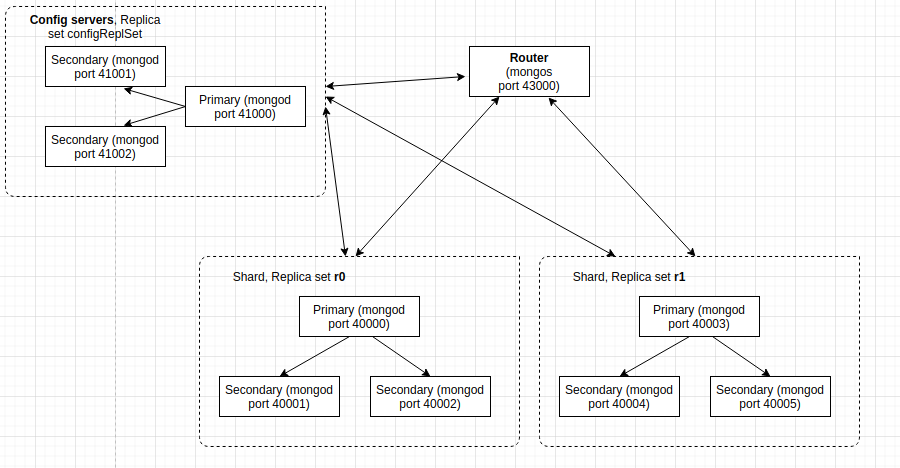 Config servers, Replica
set configReplSet
Secondary (mongod
port 41001)
Primary (mongod
port 41000)
Secondary (mongod
port 41002)
Router
(mongos
port 43000)
Shard, Replica set r0
Primary (mongod
port 40000)
Secondary (mongod
port 40001)
Secondary (mongod
port 40002)
Shard, Replica set r1
Primary (mongod
port 40003)
Secondary (mongod
port 40004)
Secondary (mongod
port 40005)